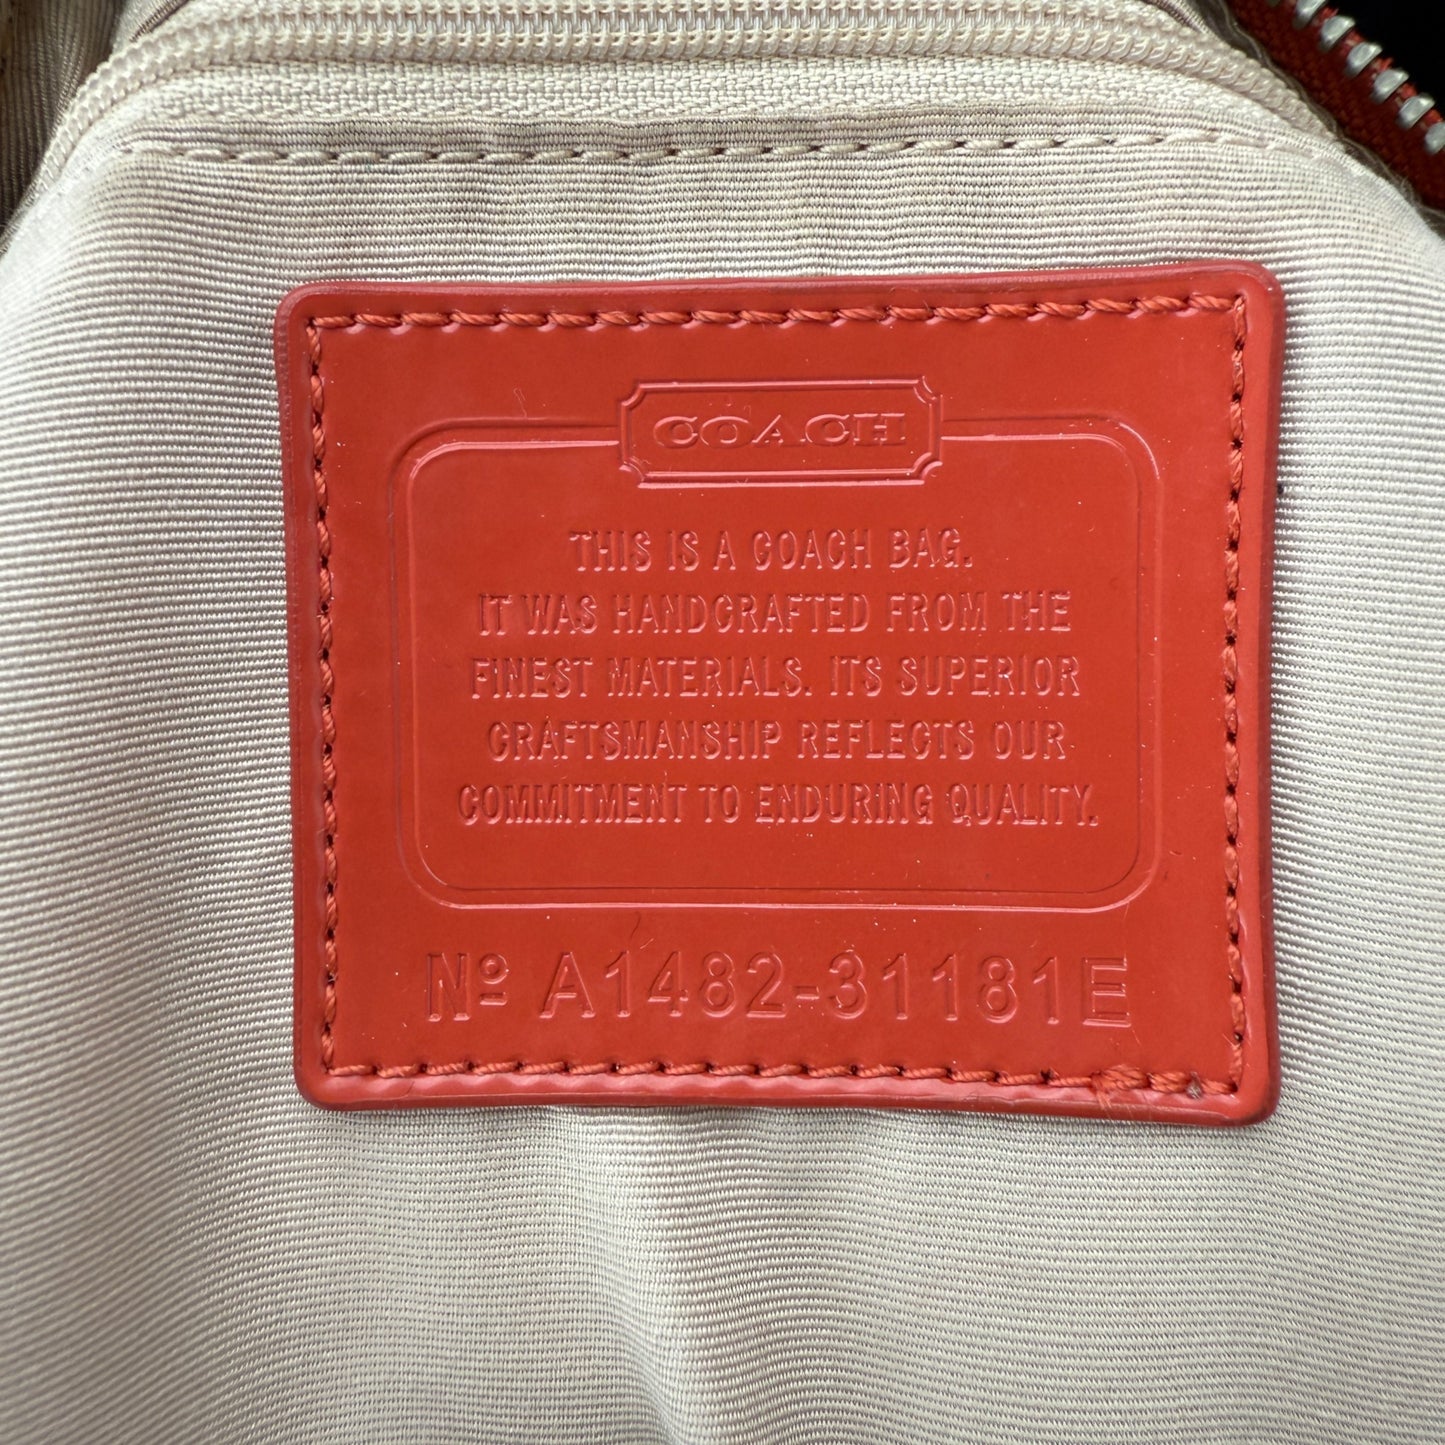 COACH
THIS IS A COACH BAG.
IT WAS HANDCRAFTED FROM THE
FINEST MATERIALS. ITS SUPERIOR
CRAFTSMANSHIP REFLECTS OUR
COMMITMENT TO ENDURING QUALITY.
Nº A1482-31181E